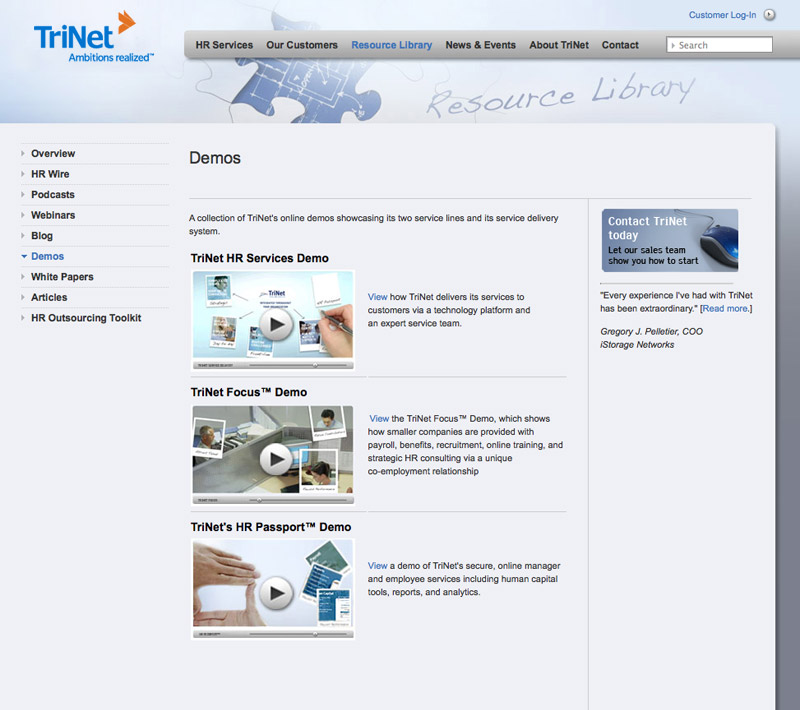 Customer Log-In
TriNet
Ambitions realized™
HR Services Our Customers Resource Library News & Events About TriNet Contact Search
Resource Library
Overview
HR Wire
Podcasts
Webinars
Blog
Demos
White Papers
Articles
HR Outsourcing Toolkit
Demos
A collection of TriNet's online demos showcasing its two service lines and its service delivery
system.
TriNet HR Services Demo
TriNet
View how TriNet delivers its services to
customers via a technology platform and
an expert service team.
TriNet Focus™ Demo
View the TriNet Focus™ Demo, which shows
how smaller companies are provided with
payroll, benefits, recruitment, online training, and
strategic HR consulting via a unique
co-employment relationship
TriNet's HR Passport™ Demo
View a demo of TriNet's secure, online manager
and employee services including human capital
tools, reports, and analytics.
Contact TriNet
today
Let our sales team
show you how to start
"Every experience I've had with TriNet
has been extraordinary." [Read more.]
Gregory J. Pelletier, COO
iStorage Networks